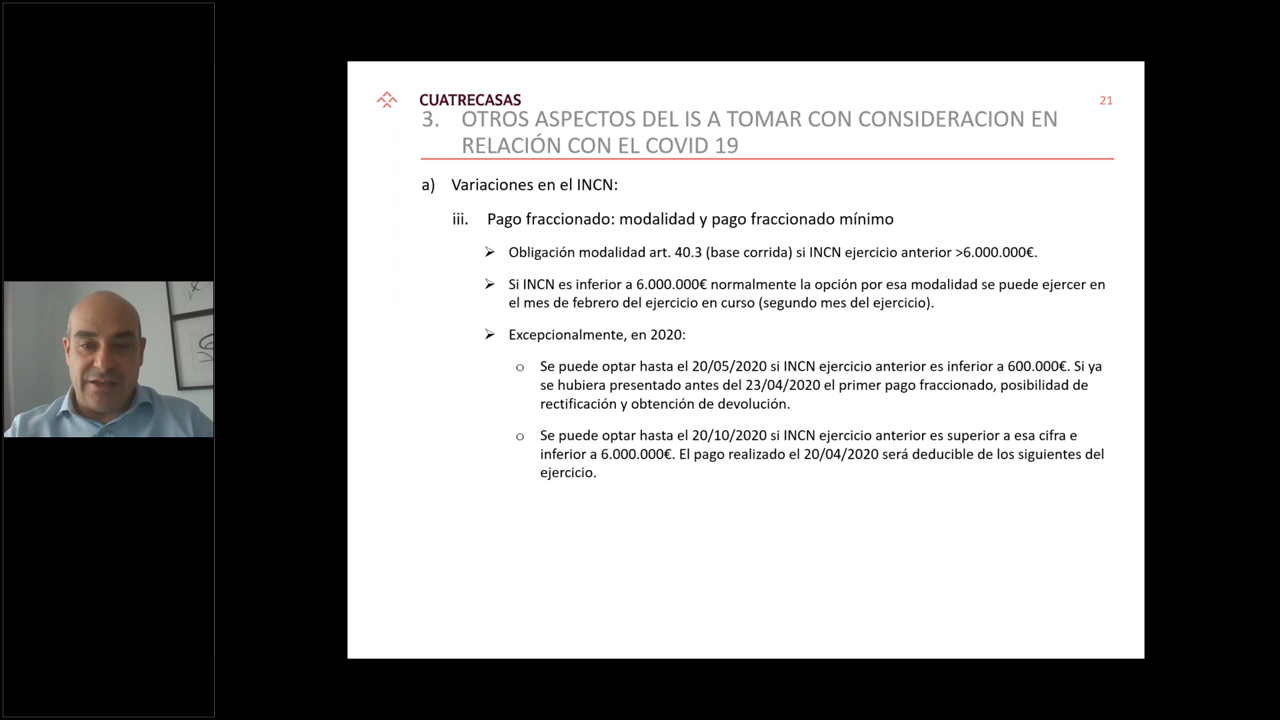 CUATRECASAS
21
3. OTROS ASPECTOS DEL IS A TOMAR CON CONSIDERACION EN
RELACIÓN CON EL COVID 19
a) Variaciones en el INCN:
iii. Pago fraccionado: modalidad y pago fraccionado mínimo
➢ Obligación modalidad art. 40.3 (base corrida) si INCN ejercicio anterior >6.000.000€.
➢ Si INCN es inferior a 6.000.000€ normalmente la opción por esa modalidad se puede ejercer en
el mes de febrero del ejercicio en curso (segundo mes del ejercicio).
➢ Excepcionalmente, en 2020:
o Se puede optar hasta el 20/05/2020 si INCN ejercicio anterior es inferior a 600.000€. Si ya
se hubiera presentado antes del 23/04/2020 el primer pago fraccionado, posibilidad de
rectificación y obtención de devolución.
o Se puede optar hasta el 20/10/2020 si INCN ejercicio anterior es superior a esa cifra e
inferior a 6.000.000€. El pago realizado el 20/04/2020 será deducible de los siguientes del
ejercicio.